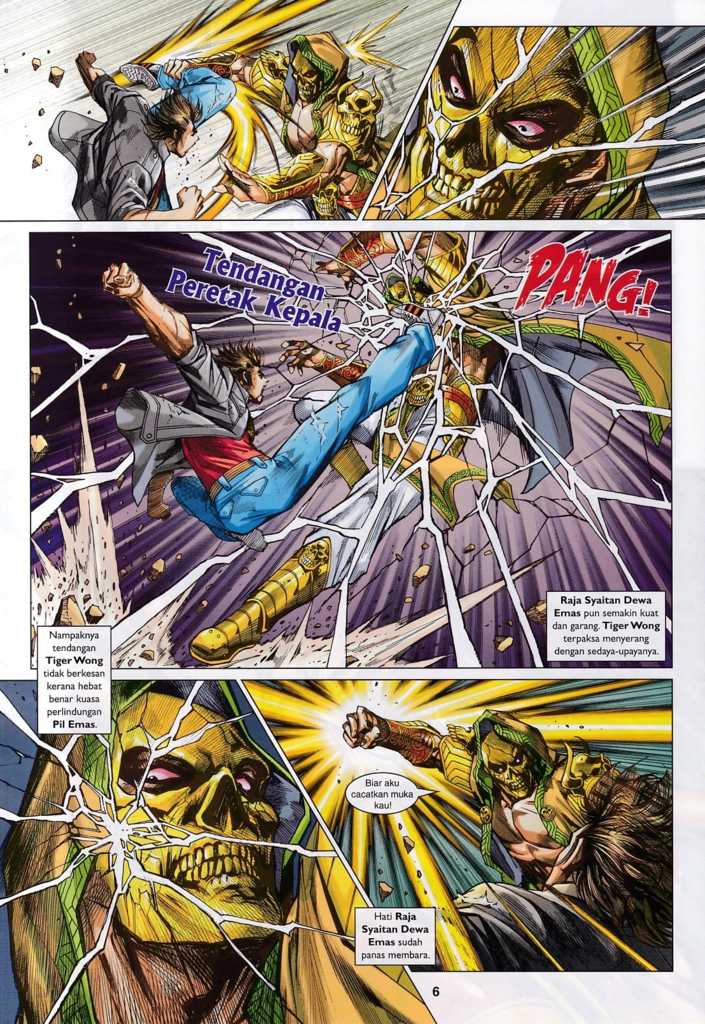 Tendangan
Peretak Kepala
PANG!
Raja Syaitan Dewa
Emas pun semakin kuat
dan garang. Tiger Wong
terpaksa menyerang
dengan sedaya-upayanya.
Nampaknya
tendangan
Tiger Wong
tidak berkesan
kerana hebat
benar kuasa
perlindungan
Pil Emas.
Biar aku
cacatkan muka
kau!
Hati Raja
Syaitan Dewa
Emas sudah
panas membara.
6